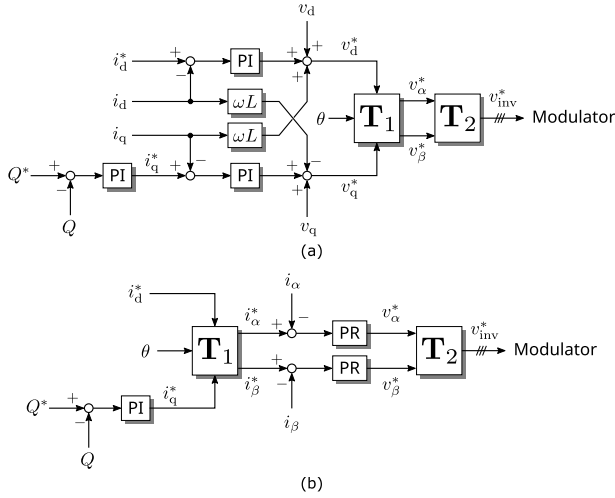 v_d
i_d^* + − PI + + v_d^*
i_d ωL +
i_q ωL −
θ T_1 v_α^* v_β^* T_2 v_inv^* Modulator
Q^* + − PI i_q^* + − PI + v_q^*
Q v_q
(a)
i_d^* i_α
i_α^* + − PR v_α^*
θ T_1 T_2 v_inv^* Modulator
i_β^* + − PR v_β^*
Q^* + − PI i_q^* i_β
Q
(b)